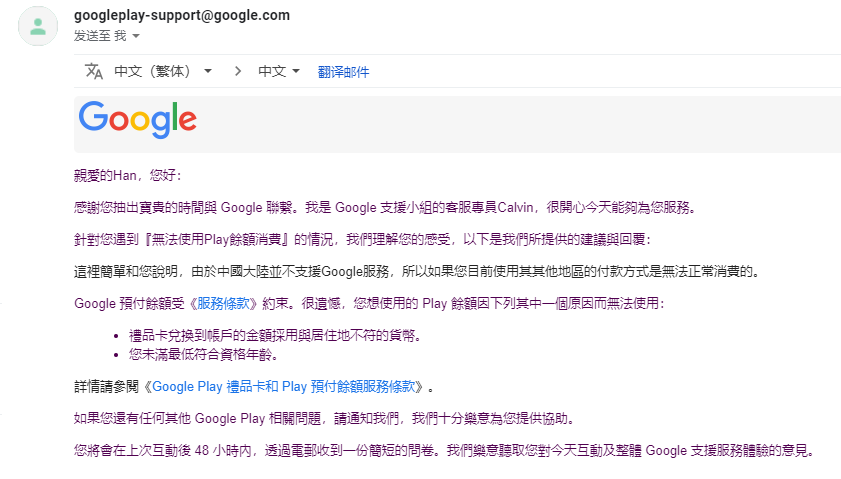 googleplay-support@google.com
发送至 我
中文（繁体） 中文 翻译邮件
Google
親愛的Han，您好：
感謝您抽出寶貴的時間與 Google 聯繫。我是 Google 支援小組的客服專員Calvin，很開心今天能夠為您服務。
針對您遇到『無法使用Play餘額消費』的情況，我們理解您的感受，以下是我們所提供的建議與回覆：
這裡簡單和您說明，由於中國大陸並不支援Google服務，所以如果您目前使用其其他地區的付款方式是無法正常消費的。
Google 預付餘額受《服務條款》約束。很遺憾，您想使用的 Play 餘額因下列其中一個原因而無法使用：
• 禮品卡兌換到帳戶的金額採用與居住地不符的貨幣。
• 您未滿最低符合資格年齡。
詳情請參閱《Google Play 禮品卡和 Play 預付餘額服務條款》。
如果您還有任何其他 Google Play 相關問題，請通知我們，我們十分樂意為您提供協助。
您將會在上次互動後 48 小時內，透過電郵收到一份簡短的問卷。我們樂意聽取您對今天互動及整體 Google 支援服務體驗的意見。